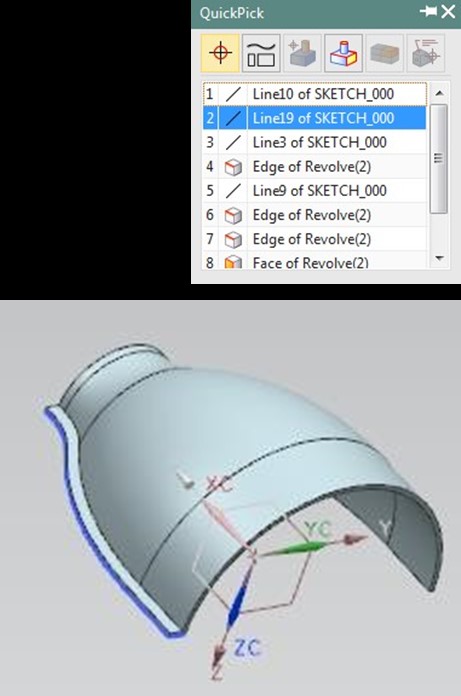 QuickPick
1 Line10 of SKETCH_000
2 Line19 of SKETCH_000
3 Line3 of SKETCH_000
4 Edge of Revolve(2)
5 Line9 of SKETCH_000
6 Edge of Revolve(2)
7 Edge of Revolve(2)
8 Face of Revolve(2)
XC
YC Y
ZC
Z